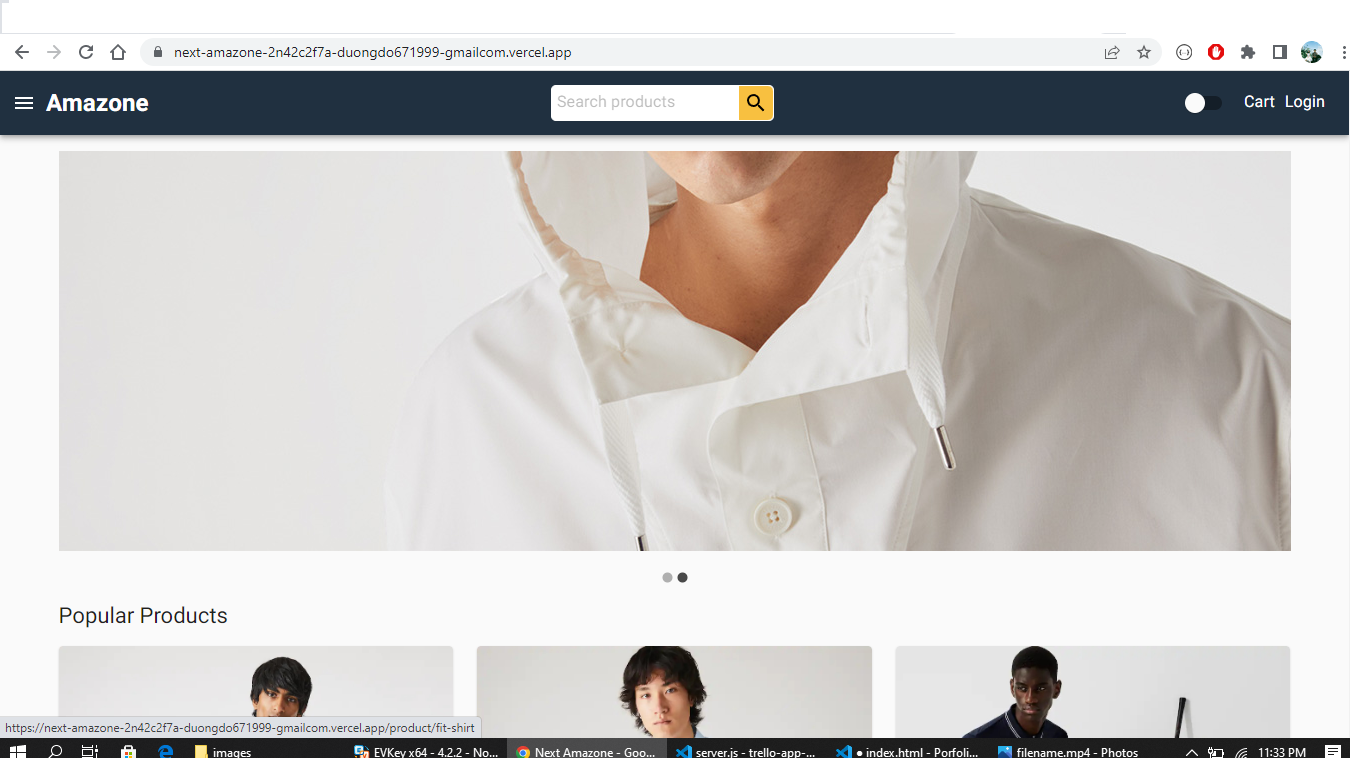 next-amazone-2n42c2f7a-duongdo671999-gmailcom.vercel.app
Amazone
Search products
Cart Login
Popular Products
https://next-amazone-2n42c2f7a-duongdo671999-gmailcom.vercel.app/product/fit-shirt
images
EVKey x64 - 4.2.2 - No...
Next Amazone - Goo...
server.js - trello-app-...
● index.html - Porfoli...
filename.mp4 - Photos
11:33 PM